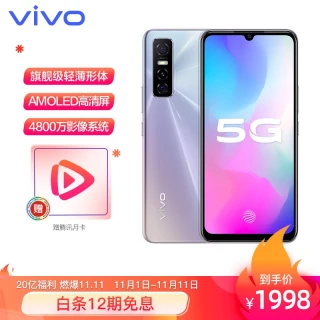 vivo
旗舰级轻薄形体
AMOLED高清屏
4800万影像系统
赠
赠腾讯月卡
vivo
5G
20亿福利 燃爆11.11 11月1日-11月11日
白条12期免息
到手价
¥1998